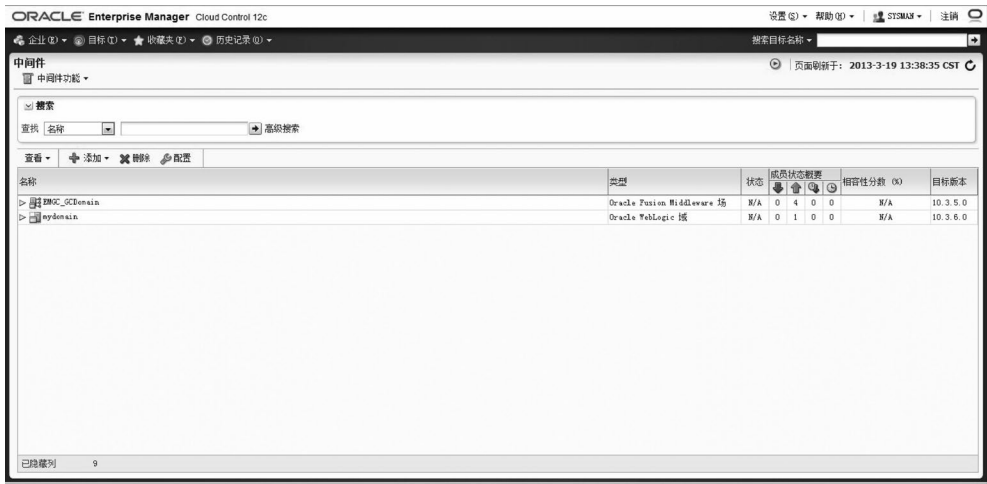 ORACLE Enterprise Manager Cloud Control 12c 设置(S) 帮助(H) SYSMAN 注销
企业(E) 目标(T) 收藏夹(F) 历史记录(O) 搜索目标名称
中间件 页面刷新于: 2013-3-19 13:38:35 CST
中间件功能
搜索
查找 名称 高级搜索
查看 添加 删除 配置
名称 类型 状态 成员状态概要 相容性分数 (%) 目标版本
EMGC_GCDomain Oracle Fusion Middleware 场 N/A 0 4 0 0 N/A 10.3.5.0
mydomain Oracle WebLogic 域 N/A 0 1 0 0 N/A 10.3.6.0
已隐藏列 9